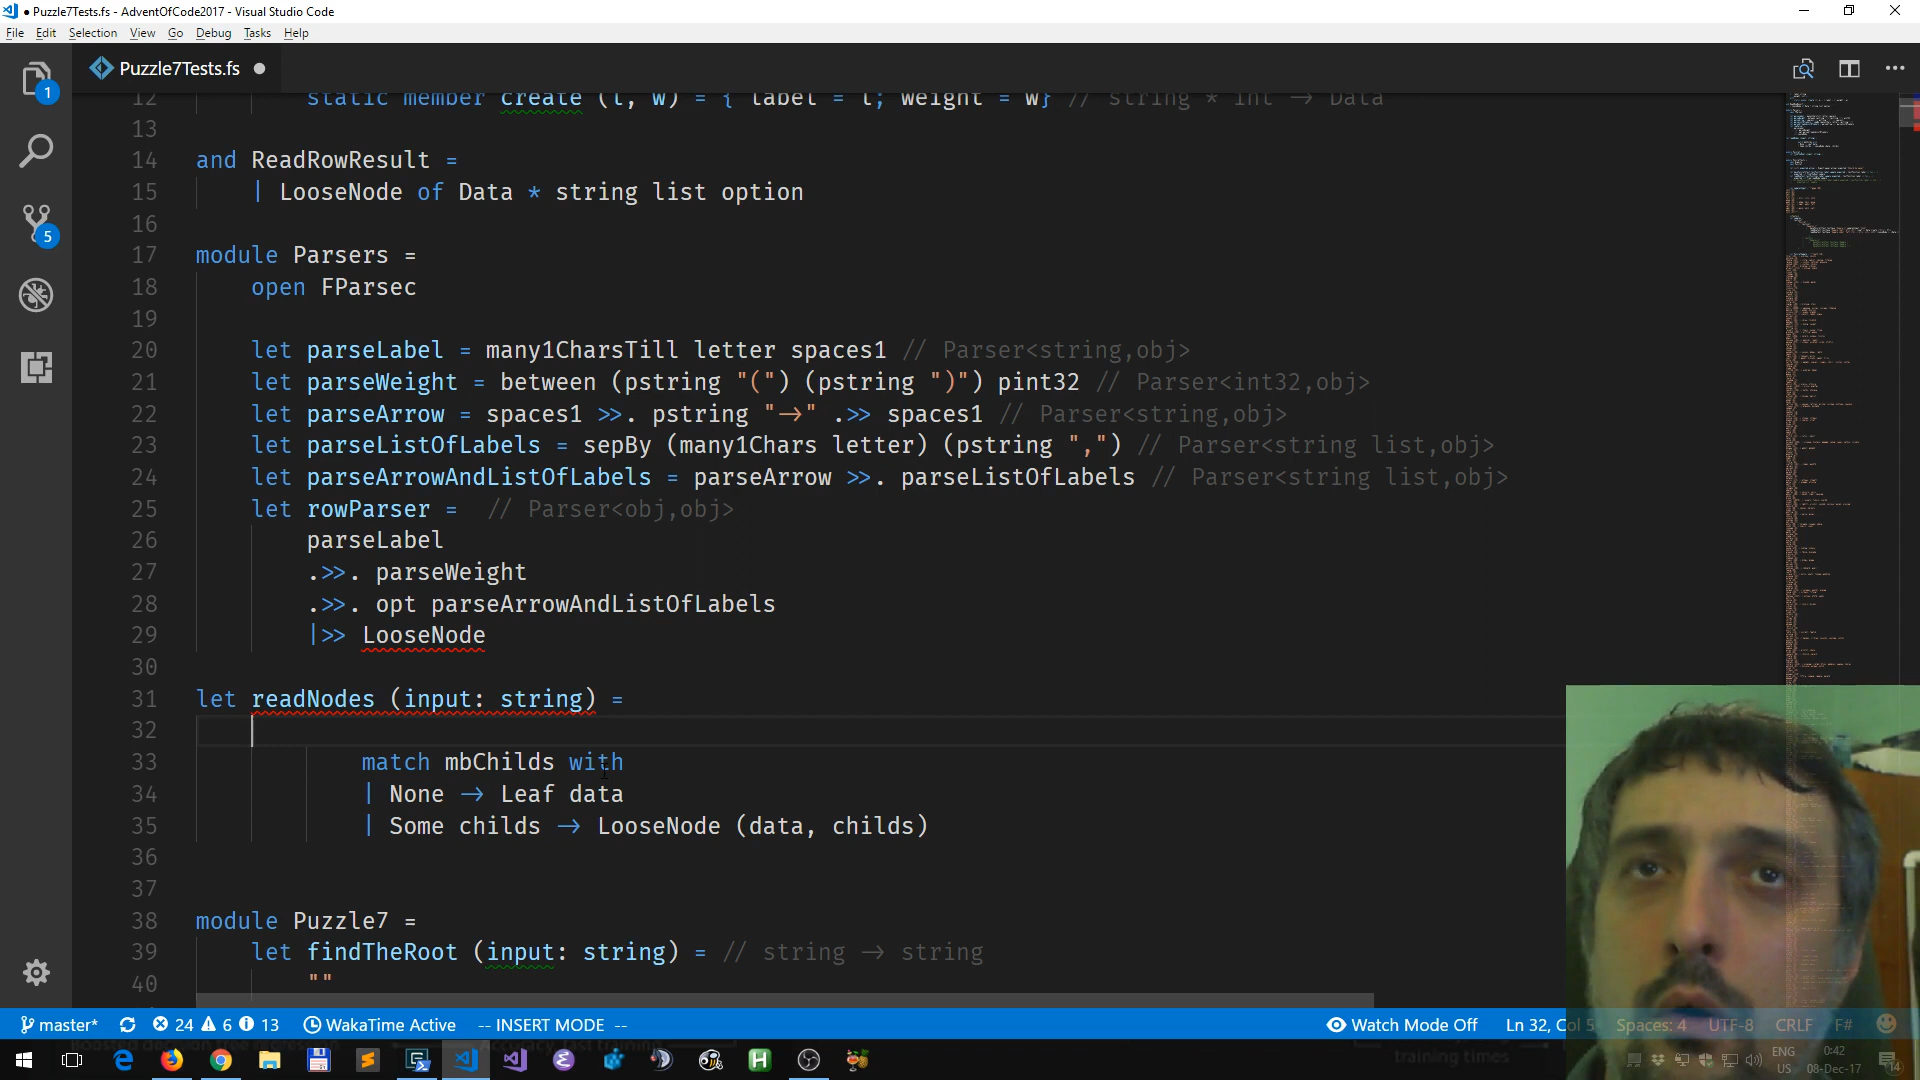 ● Puzzle7Tests.fs - AdventOfCode2017 - Visual Studio Code
File Edit Selection View Go Debug Tasks Help
1
Puzzle7Tests.fs ●
12 static member create (l, w) = { label = l; weight = w} // String * int -> Data
13
14 and ReadRowResult =
15 | LooseNode of Data * string list option
16
17 module Parsers =
18 open FParsec
19
20 let parseLabel = many1CharsTill letter spaces1 // Parser<string,obj>
21 let parseWeight = between (pstring "(") (pstring ")") pint32 // Parser<int32,obj>
22 let parseArrow = spaces1 >>. pstring "->" .>> spaces1 // Parser<string,obj>
23 let parseListOfLabels = sepBy (many1Chars letter) (pstring ",") // Parser<string list,obj>
24 let parseArrowAndListOfLabels = parseArrow >>. parseListOfLabels // Parser<string list,obj>
25 let rowParser = // Parser<obj,obj>
26 parseLabel
27 .>>. parseWeight
28 .>>. opt parseArrowAndListOfLabels
29 |>> LooseNode
30
31 let readNodes (input: string) =
32
33 match mbChilds with
34 | None -> Leaf data
35 | Some childs -> LooseNode (data, childs)
36
37
38 module Puzzle7 =
39 let findTheRoot (input: string) = // string -> string
40 ""
5
master* 24 6 13 WakaTime Active -- INSERT MODE -- Watch Mode Off Ln 32, Col 5 Spaces: 4 UTF-8 CRLF F#
training times
ENG
US
0:42
08-Dec-17
14